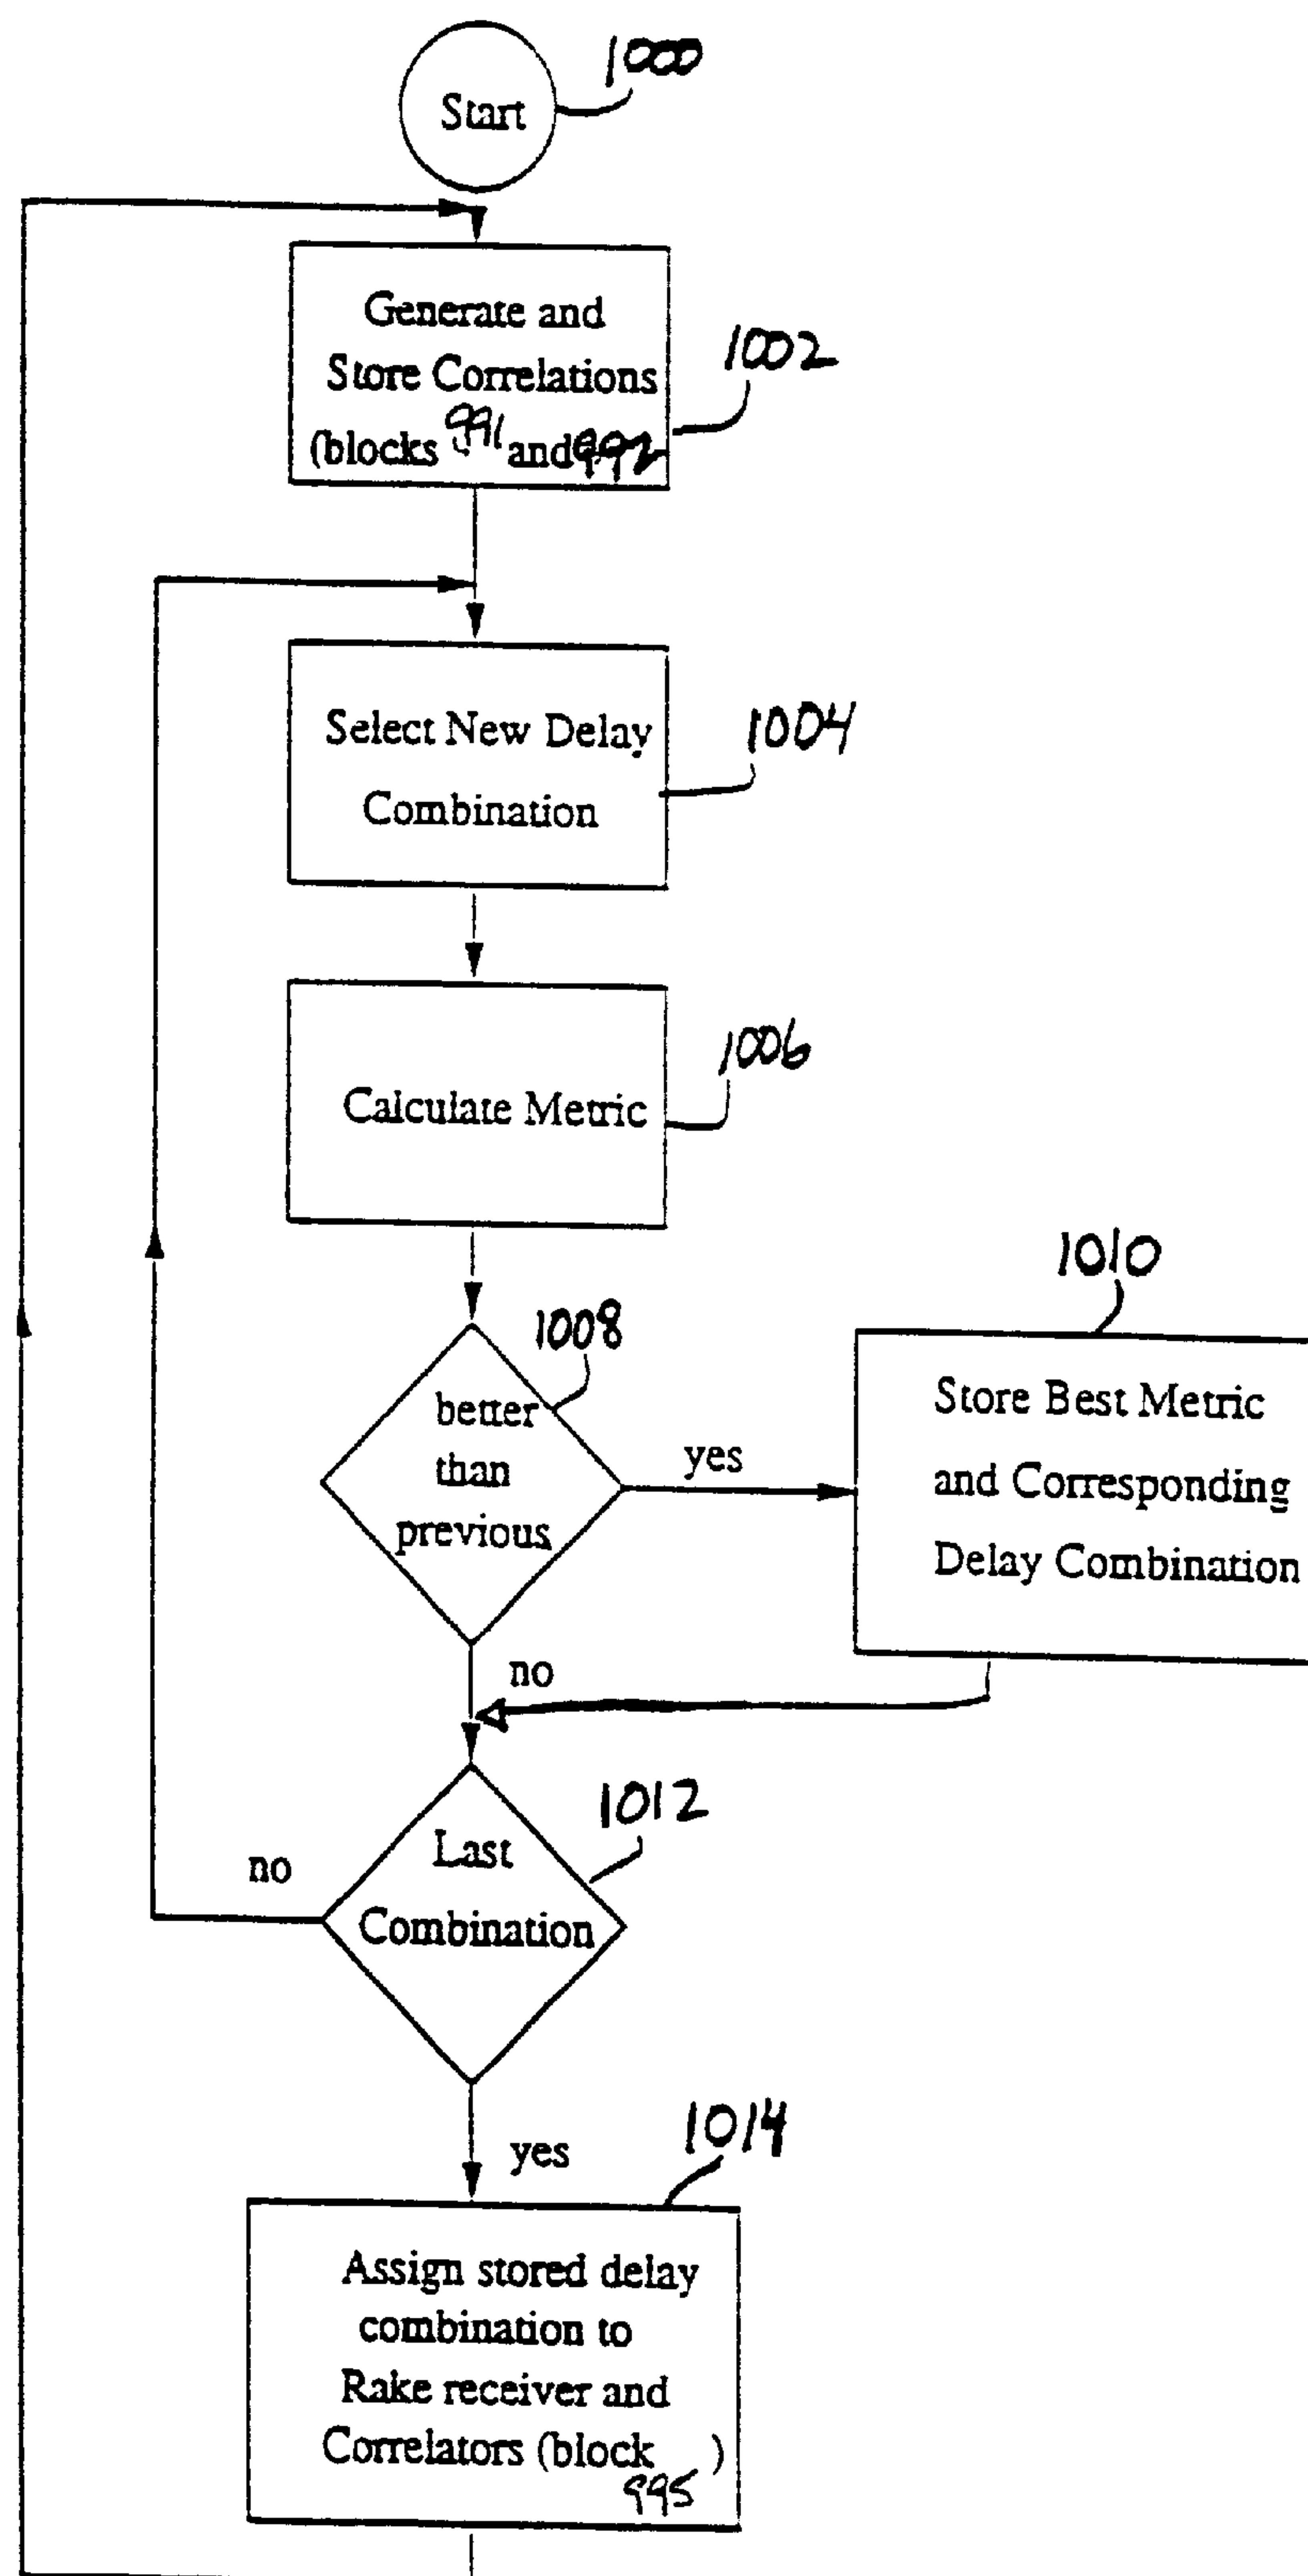 1000
Start
Generate and
Store Correlations
(blocks 991 and 992
1002
Select New Delay
Combination
1004
Calculate Metric
1006
1008
better
than
previous
yes
1010
Store Best Metric
and Corresponding
Delay Combination
no
1012
Last
Combination
no
yes
1014
Assign stored delay
combination to
Rake receiver and
Correlators (block 995 )